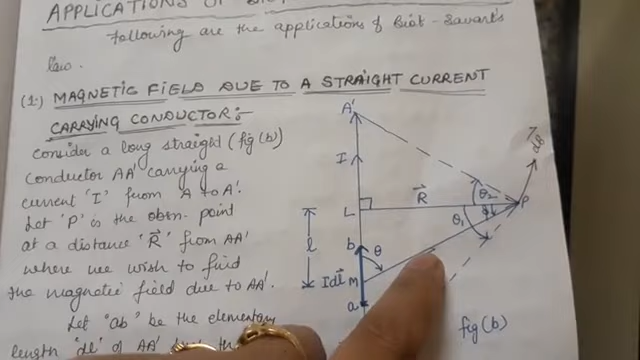 APPLICATIONS OF
Following are the applications of Biot-Savart's
law.
(1.) MAGNETIC FIELD DUE TO A STRAIGHT CURRENT
CARRYING CONDUCTOR:-
Consider a long straight (fig(b)
Conductor AA' carrying a
current 'I' from A to A'.
Let 'P' is the obsn. point
at a distance 'R⃗' from AA'
where we wish to find
the magnetic field due to AA'.
Let "ab" be the elementary
length "dl" of AA'
A'
I
L
R⃗
θ2
θ1
ϕ
P
dB⃗
l
b
θ
Idl⃗
M
a
fig(b)